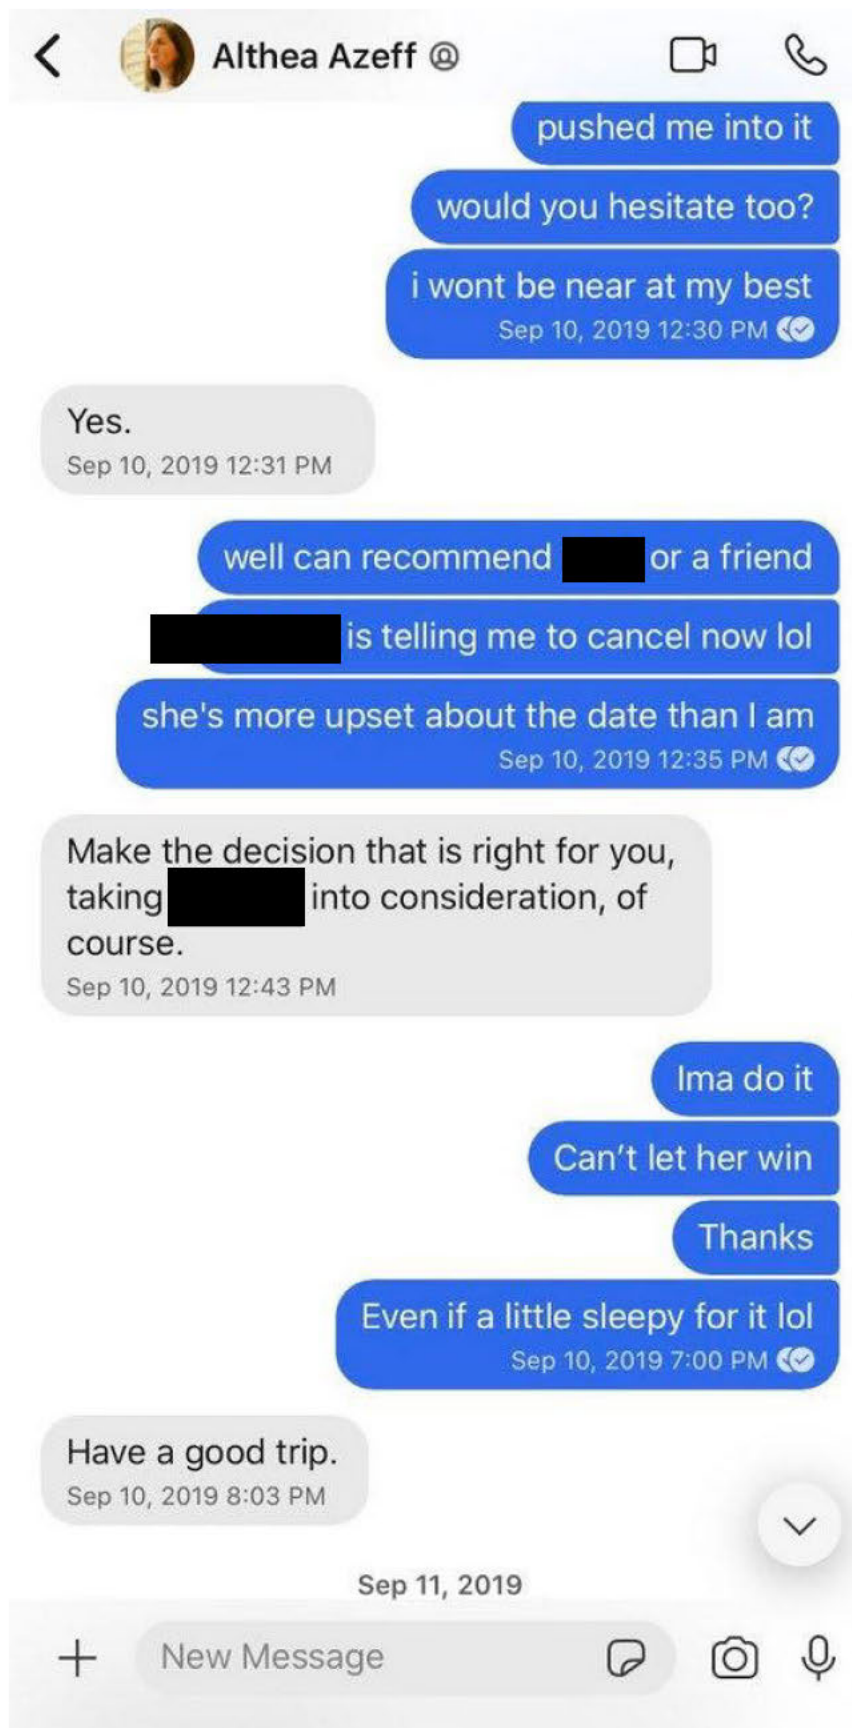 Althea Azeff
pushed me into it
would you hesitate too?
i wont be near at my best
Sep 10, 2019 12:30 PM
Yes.
Sep 10, 2019 12:31 PM
well can recommend or a friend
is telling me to cancel now lol
she's more upset about the date than I am
Sep 10, 2019 12:35 PM
Make the decision that is right for you,
taking into consideration, of
course.
Sep 10, 2019 12:43 PM
Ima do it
Can't let her win
Thanks
Even if a little sleepy for it lol
Sep 10, 2019 7:00 PM
Have a good trip.
Sep 10, 2019 8:03 PM
Sep 11, 2019
New Message